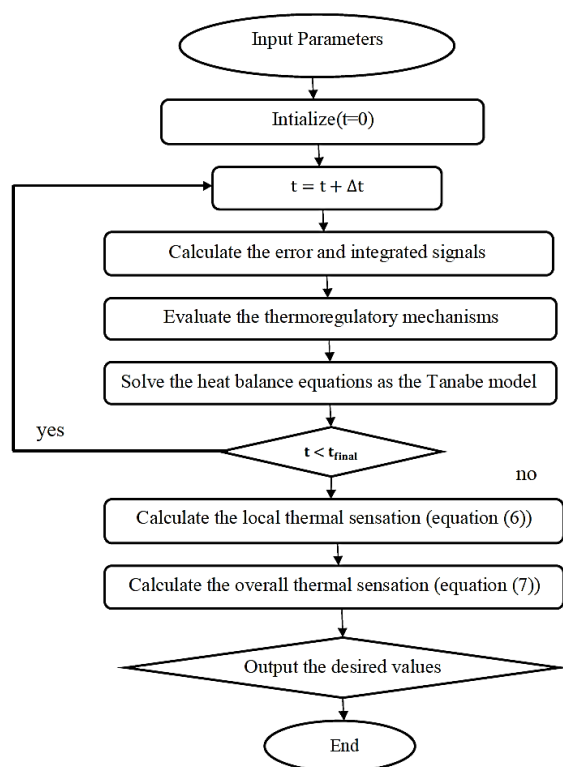 Input Parameters
Intialize(t=0)
t = t + Δt
Calculate the error and integrated signals
Evaluate the thermoregulatory mechanisms
Solve the heat balance equations as the Tanabe model
yes
t < tfinal
no
Calculate the local thermal sensation (equation (6))
Calculate the overall thermal sensation (equation (7))
Output the desired values
End